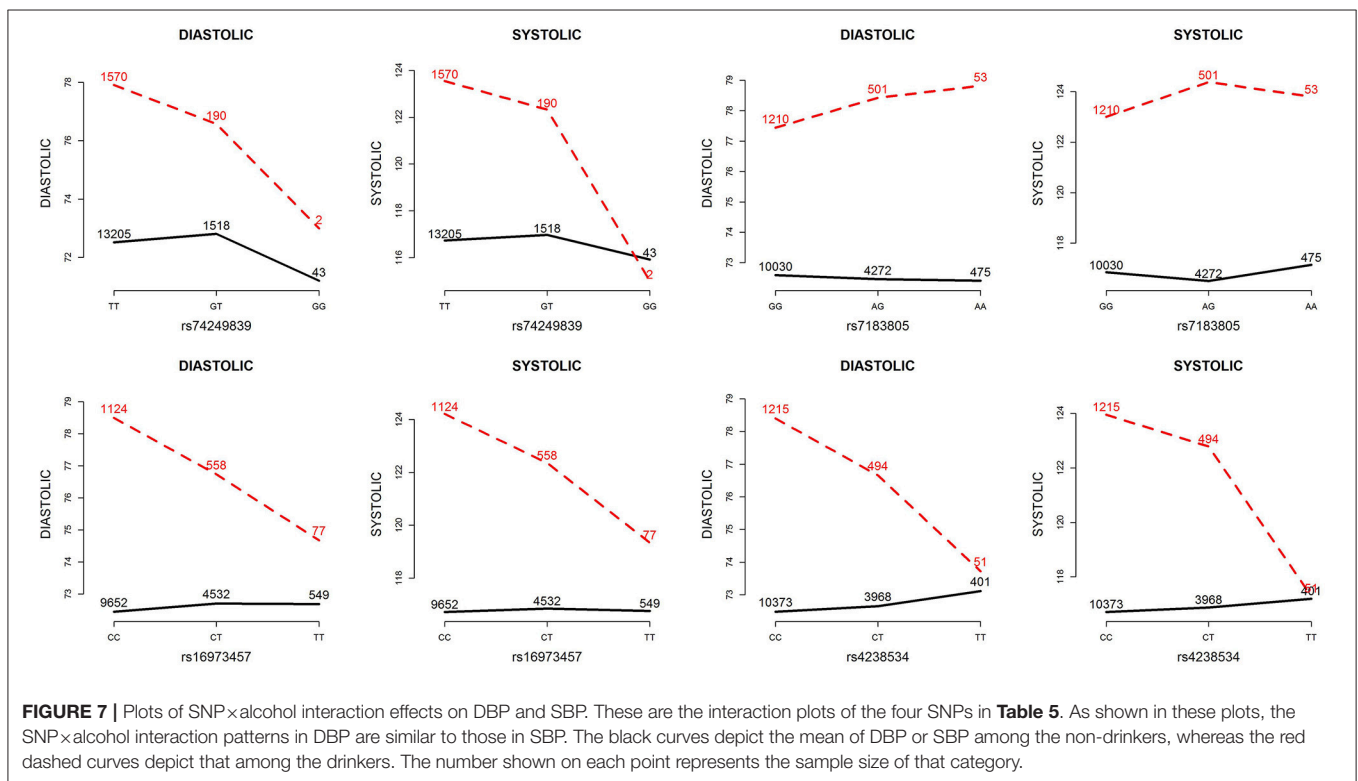 DIASTOLIC
DIASTOLIC
78
76
74
72
1570
190
2
13205
1518
43
TT GT GG
rs74249839
SYSTOLIC
SYSTOLIC
124
122
120
118
116
1570
190
13205
1518
43
2
TT GT GG
rs74249839
DIASTOLIC
DIASTOLIC
79
78
77
76
75
74
73
1210
501
53
10030
4272
475
GG AG AA
rs7183805
SYSTOLIC
SYSTOLIC
124
122
120
118
1210
501
53
10030
4272
475
GG AG AA
rs7183805
DIASTOLIC
DIASTOLIC
79
78
77
76
75
74
73
1124
558
77
9652
4532
549
CC CT TT
rs16973457
SYSTOLIC
SYSTOLIC
124
122
120
118
1124
558
77
9652
4532
549
CC CT TT
rs16973457
DIASTOLIC
DIASTOLIC
79
78
77
76
75
74
73
1215
494
51
10373
3968
401
CC CT TT
rs4238534
SYSTOLIC
SYSTOLIC
124
122
120
118
1215
494
51
10373
3968
401
CC CT TT
rs4238534
FIGURE 7 | Plots of SNP×alcohol interaction effects on DBP and SBP. These are the interaction plots of the four SNPs in Table 5. As shown in these plots, the
SNP×alcohol interaction patterns in DBP are similar to those in SBP. The black curves depict the mean of DBP or SBP among the non-drinkers, whereas the red
dashed curves depict that among the drinkers. The number shown on each point represents the sample size of that category.